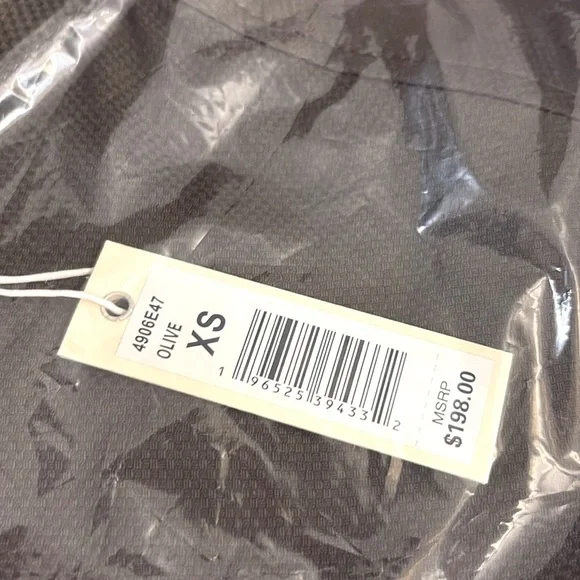 4906E47
OLIVE
XS
1 96525 39433 2
MSRP
$198.00